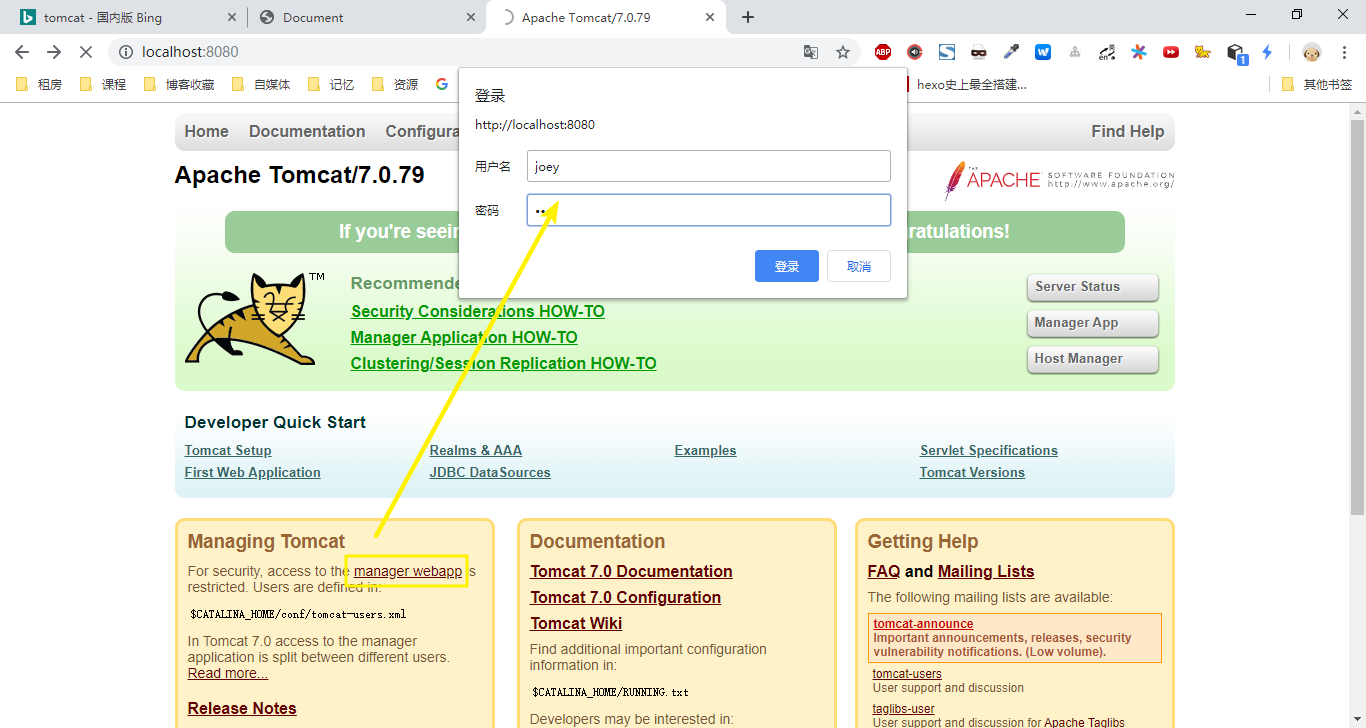 tomcat - 国内版 Bing
Document
Apache Tomcat/7.0.79
localhost:8080
ABP
en
1
租房
课程
博客收藏
自媒体
记忆
资源
hexo史上最全搭建...
其他书签
登录
http://localhost:8080
用户名 joey
密码
登录 取消
Home Documentation Configura
Find Help
Apache Tomcat/7.0.79
THE
APACHE SOFTWARE FOUNDATION
http://www.apache.org/
If you're seein
ratulations!
TM
Recommende
Security Considerations HOW-TO
Manager Application HOW-TO
Clustering/Session Replication HOW-TO
Server Status
Manager App
Host Manager
Developer Quick Start
Tomcat Setup
First Web Application
Realms & AAA
JDBC DataSources
Examples
Servlet Specifications
Tomcat Versions
Managing Tomcat
For security, access to the manager webapp is
restricted. Users are defined in:
$CATALINA_HOME/conf/tomcat-users.xml
In Tomcat 7.0 access to the manager
application is split between different users.
Read more...
Release Notes
Documentation
Tomcat 7.0 Documentation
Tomcat 7.0 Configuration
Tomcat Wiki
Find additional important configuration
information in:
$CATALINA_HOME/RUNNING.txt
Developers may be interested in:
Getting Help
FAQ and Mailing Lists
The following mailing lists are available:
tomcat-announce
Important announcements, releases, security
vulnerability notifications. (Low volume).
tomcat-users
User support and discussion
taglibs-user
User support and discussion for Apache Taglibs